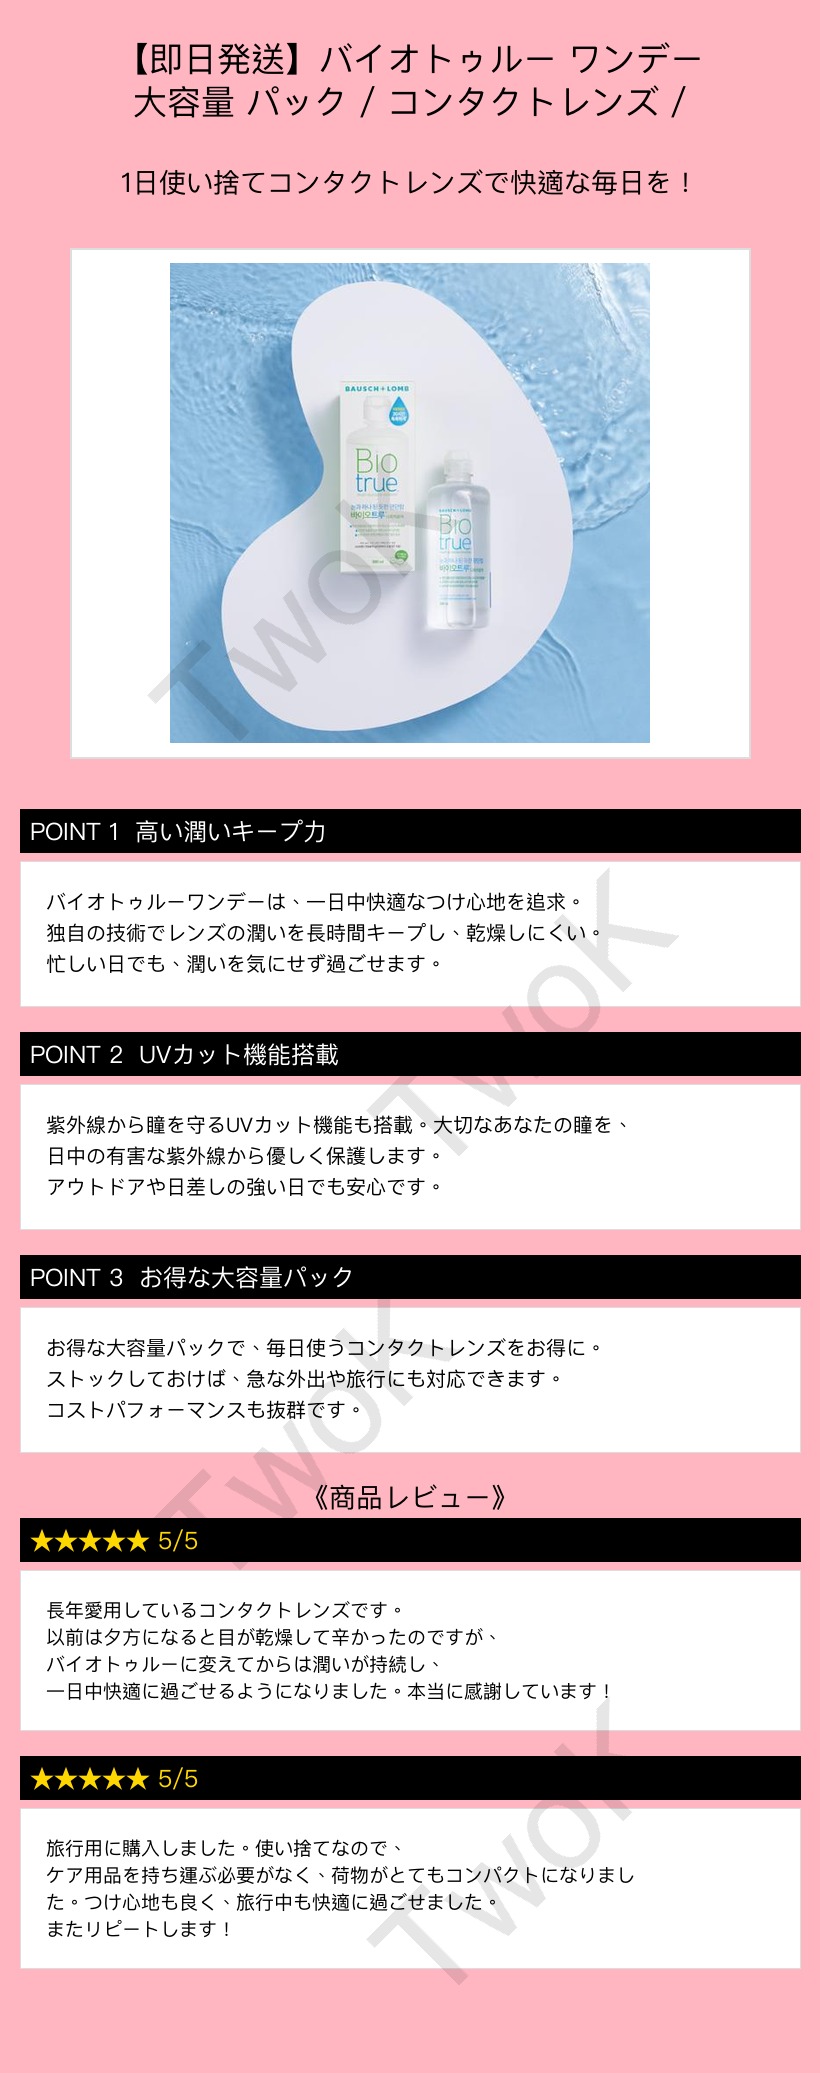 【即日発送】バイオトゥルー ワンデー
大容量 パック / コンタクトレンズ /
1日使い捨てコンタクトレンズで快適な毎日を！
BAUSCH+LOMB
Bio
true
바이오트루
BAUSCH+LOMB
Bio
true
바이오트루
TwoK
POINT 1 高い潤いキープ力
バイオトゥルーワンデーは、一日中快適なつけ心地を追求。
独自の技術でレンズの潤いを長時間キープし、乾燥しにくい。
忙しい日でも、潤いを気にせず過ごせます。
TwoK
POINT 2 UVカット機能搭載
紫外線から瞳を守るUVカット機能も搭載。大切なあなたの瞳を、
日中の有害な紫外線から優しく保護します。
アウトドアや日差しの強い日でも安心です。
POINT 3 お得な大容量パック
お得な大容量パックで、毎日使うコンタクトレンズをお得に。
ストックしておけば、急な外出や旅行にも対応できます。
コストパフォーマンスも抜群です。
TwoK
《商品レビュー》
★★★★★ 5/5
長年愛用しているコンタクトレンズです。
以前は夕方になると目が乾燥して辛かったのですが、
バイオトゥルーに変えてからは潤いが持続し、
一日中快適に過ごせるようになりました。本当に感謝しています！
★★★★★ 5/5
旅行用に購入しました。使い捨てなので、
ケア用品を持ち運ぶ必要がなく、荷物がとてもコンパクトになりまし
た。つけ心地も良く、旅行中も快適に過ごせました。
またリピートします！
TwoK